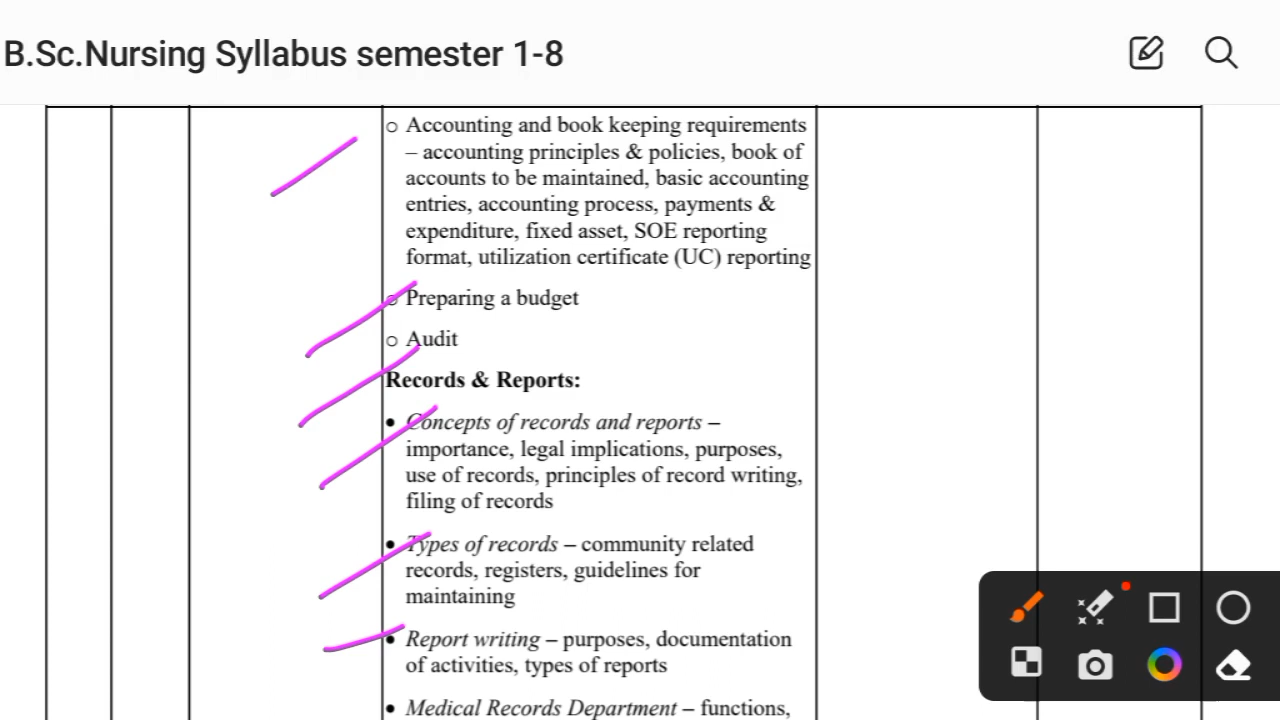 B.Sc.Nursing Syllabus semester 1-8
o Accounting and book keeping requirements
– accounting principles & policies, book of
accounts to be maintained, basic accounting
entries, accounting process, payments &
expenditure, fixed asset, SOE reporting
format, utilization certificate (UC) reporting
o Preparing a budget
o Audit
Records & Reports:
• Concepts of records and reports –
importance, legal implications, purposes,
use of records, principles of record writing,
filing of records
• Types of records – community related
records, registers, guidelines for
maintaining
• Report writing – purposes, documentation
of activities, types of reports
• Medical Records Department – functions,